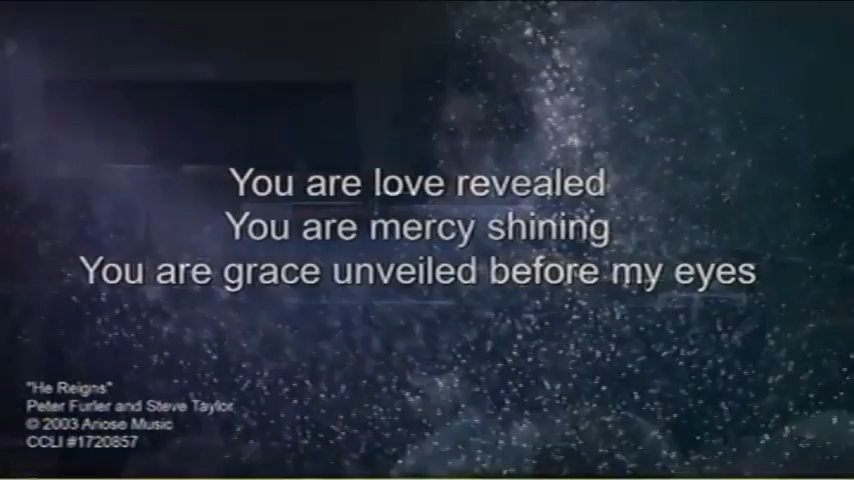 You are love revealed
You are mercy shining
You are grace unveiled before my eyes
"He Reigns"
Peter Furler and Steve Taylor
© 2003 Ariose Music
CCLI #1720857